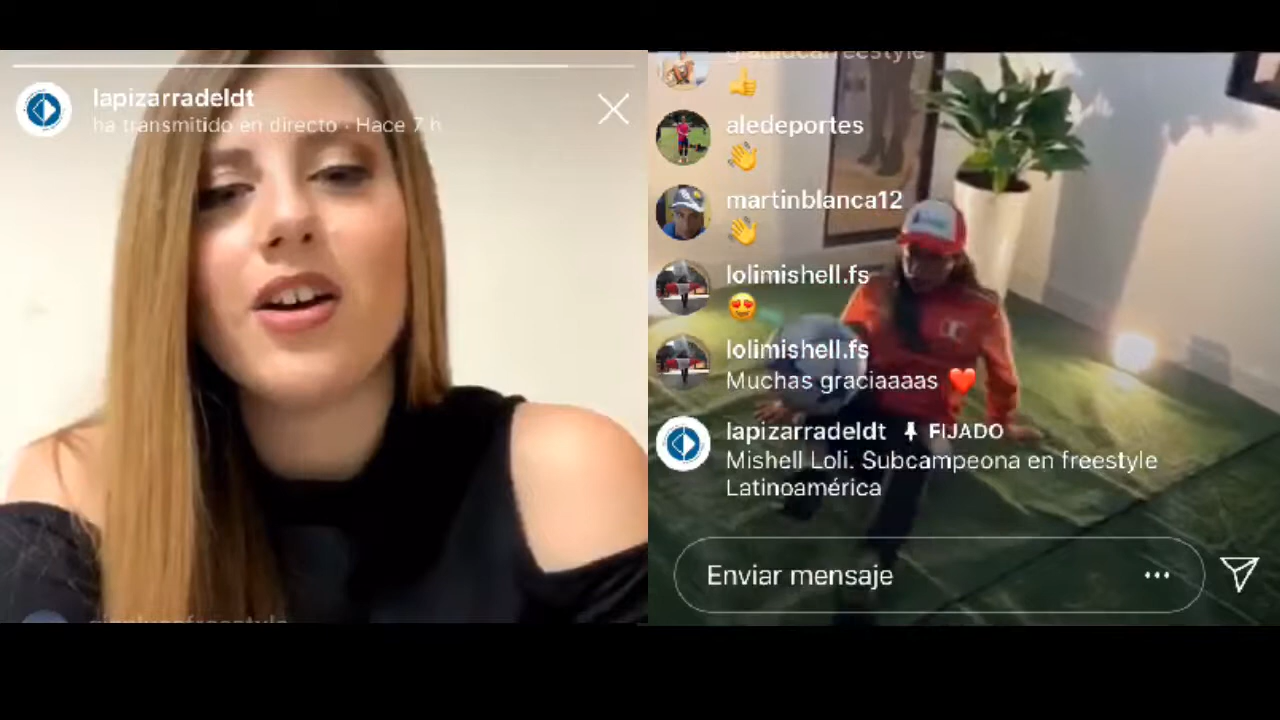 lapizarradeldt
ha transmitido en directo · Hace 7 h
aledeportes
👋
martinblanca12
👋
lolimishell.fs
😍
lolimishell.fs
Muchas graciaaaas ❤️
lapizarradeldt 📌 FIJADO
Mishell Loli. Subcampeona en freestyle
Latinoamérica
Enviar mensaje